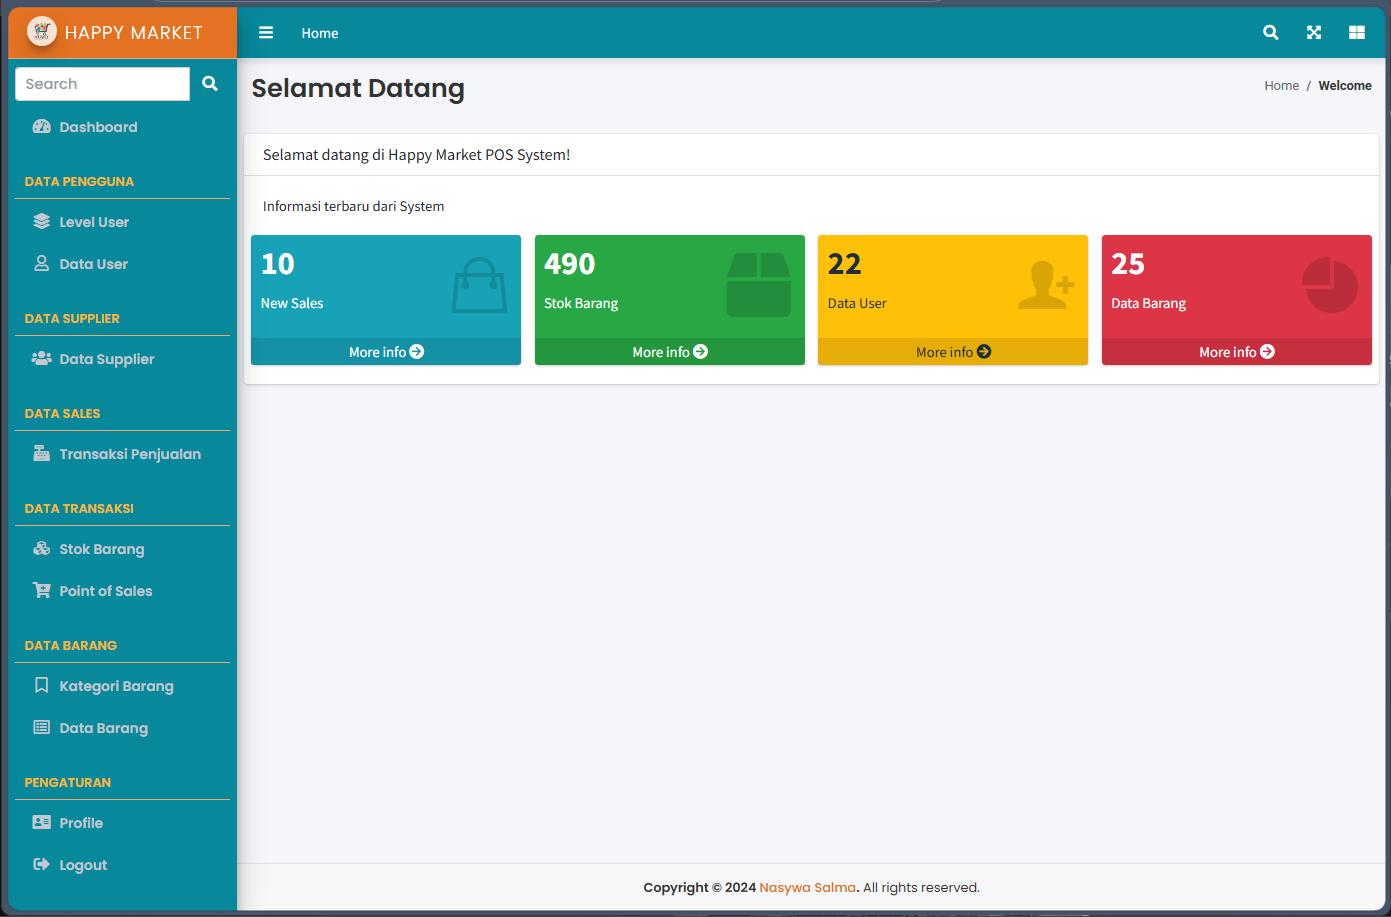 HAPPY MARKET
Home
Search
Dashboard
DATA PENGGUNA
Level User
Data User
DATA SUPPLIER
Data Supplier
DATA SALES
Transaksi Penjualan
DATA TRANSAKSI
Stok Barang
Point of Sales
DATA BARANG
Kategori Barang
Data Barang
PENGATURAN
Profile
Logout
Selamat Datang
Home / Welcome
Selamat datang di Happy Market POS System!
Informasi terbaru dari System
10
New Sales
More info
490
Stok Barang
More info
22
Data User
More info
25
Data Barang
More info
Copyright © 2024 Nasywa Salma. All rights reserved.